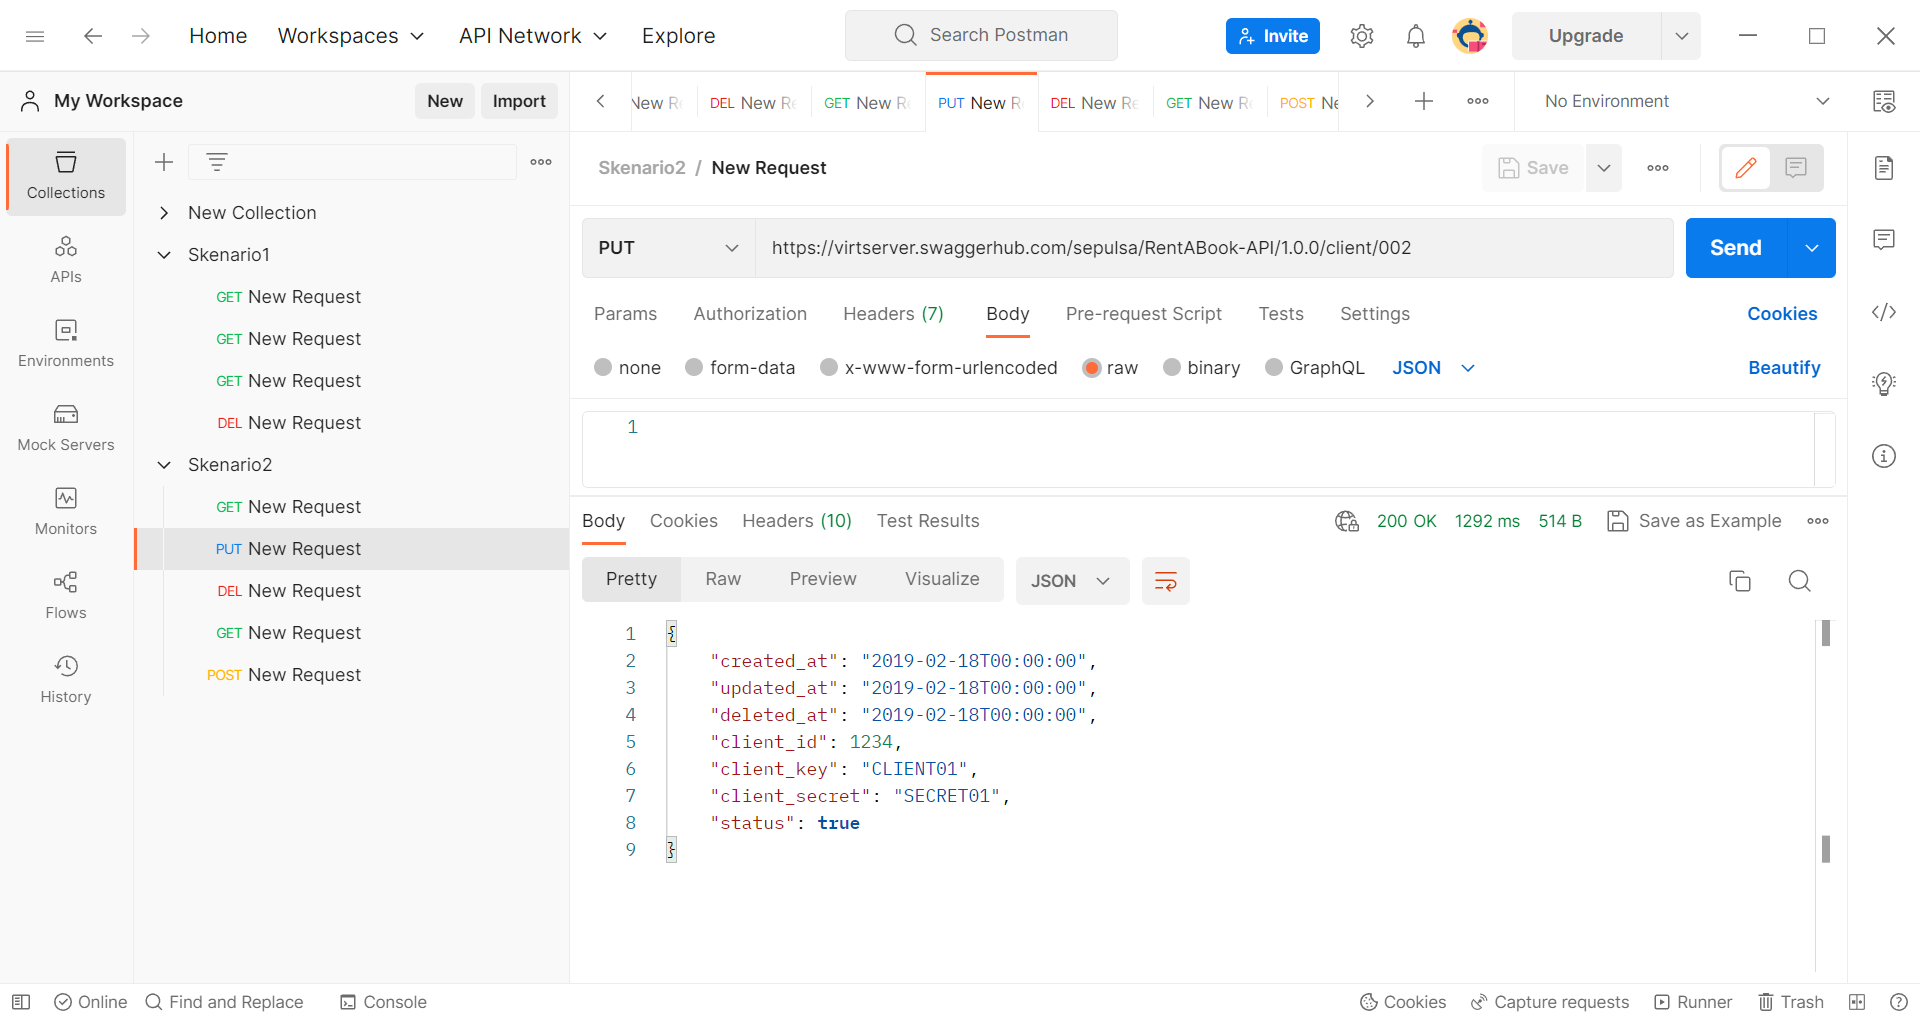 Home Workspaces API Network Explore Search Postman Invite Upgrade
My Workspace New Import
New Re DEL New Re GET New Re PUT New R DEL New Re GET New Re POST Ne No Environment
Collections
APIs
Environments
Mock Servers
Monitors
Flows
History
New Collection
Skenario1
GET New Request
GET New Request
GET New Request
DEL New Request
Skenario2
GET New Request
PUT New Request
DEL New Request
GET New Request
POST New Request
Skenario2 / New Request Save
PUT https://virtserver.swaggerhub.com/sepulsa/RentABook-API/1.0.0/client/002 Send
Params Authorization Headers (7) Body Pre-request Script Tests Settings Cookies
none form-data x-www-form-urlencoded raw binary GraphQL JSON Beautify
1
Body Cookies Headers (10) Test Results 200 OK 1292 ms 514 B Save as Example
Pretty Raw Preview Visualize JSON
1 {
2 "created_at": "2019-02-18T00:00:00",
3 "updated_at": "2019-02-18T00:00:00",
4 "deleted_at": "2019-02-18T00:00:00",
5 "client_id": 1234,
6 "client_key": "CLIENT01",
7 "client_secret": "SECRET01",
8 "status": true
9 }
Online Find and Replace Console Cookies Capture requests Runner Trash